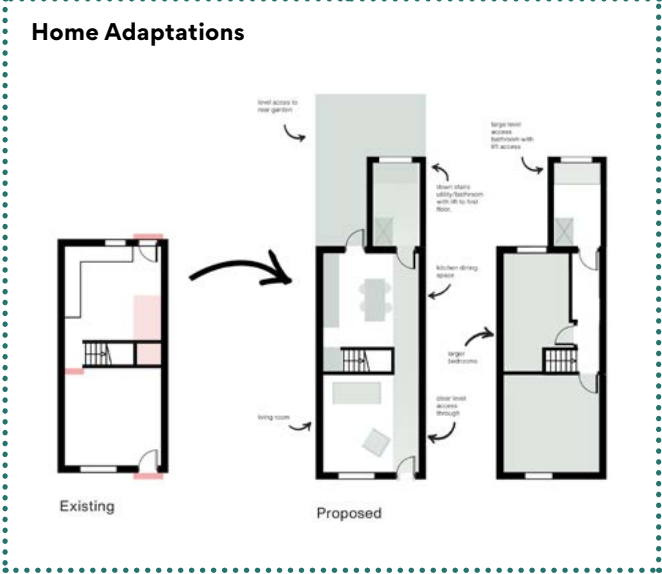 Home Adaptations
level access to
rear garden
large level
access
bathroom with
lift access
down stairs
utility/bathroom
with lift to first
floor.
kitchen dining
space
larger
bedrooms
clear level
access
through
living room
Existing
Proposed